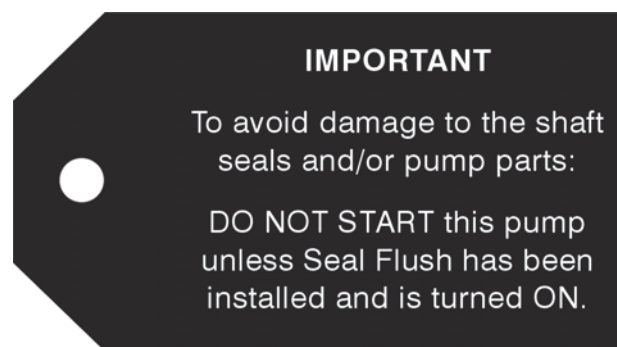 IMPORTANT
To avoid damage to the shaft
seals and/or pump parts:
DO NOT START this pump
unless Seal Flush has been
installed and is turned ON.